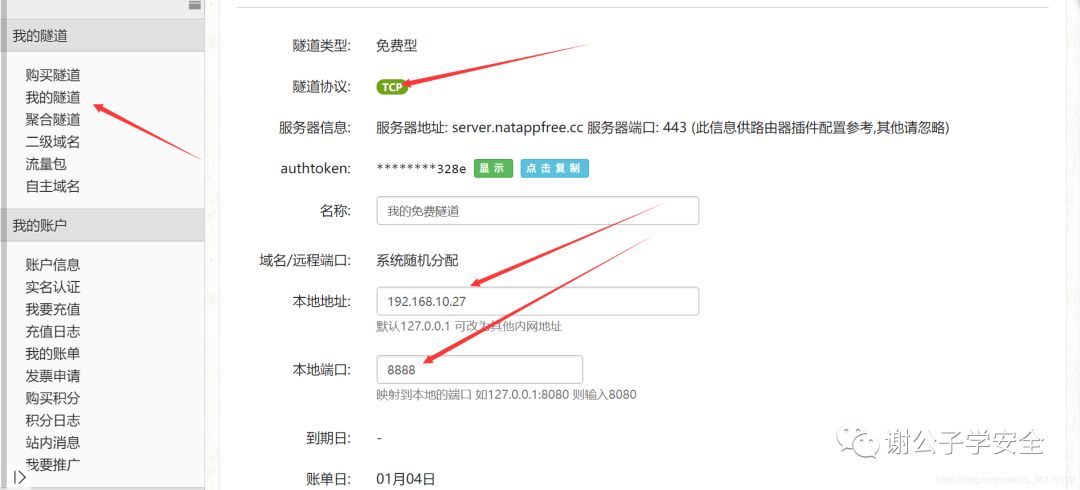 我的隧道
购买隧道
我的隧道
聚合隧道
二级域名
流量包
自主域名
我的账户
账户信息
实名认证
我要充值
充值日志
我的账单
发票申请
购买积分
积分日志
站内消息
我要推广
隧道类型: 免费型
隧道协议: TCP
服务器信息: 服务器地址: server.natappfree.cc 服务器端口: 443 (此信息供路由器插件配置参考,其他请忽略)
authtoken: ********328e 显示 点击复制
名称: 我的免费隧道
域名/远程端口: 系统随机分配
本地地址: 192.168.10.27
默认127.0.0.1 可改为其他内网地址
本地端口: 8888
映射到本地的端口 如127.0.0.1:8080 则输入8080
到期日: -
账单日: 01月04日
谢公子学安全